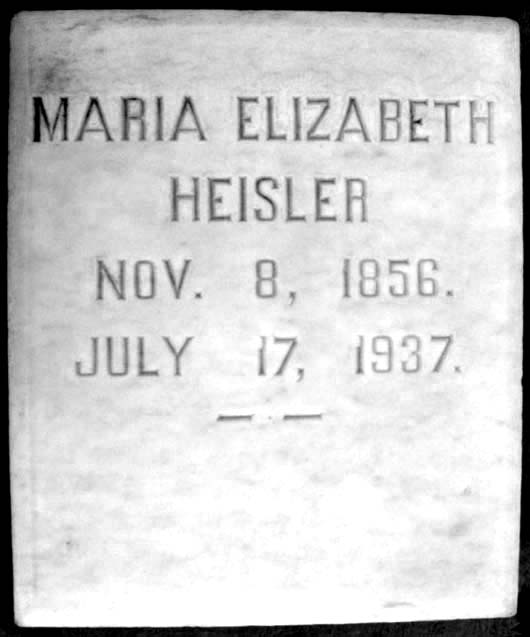 MARIA ELIZABETH
HEISLER
NOV. 8, 1856.
JULY 17, 1937.